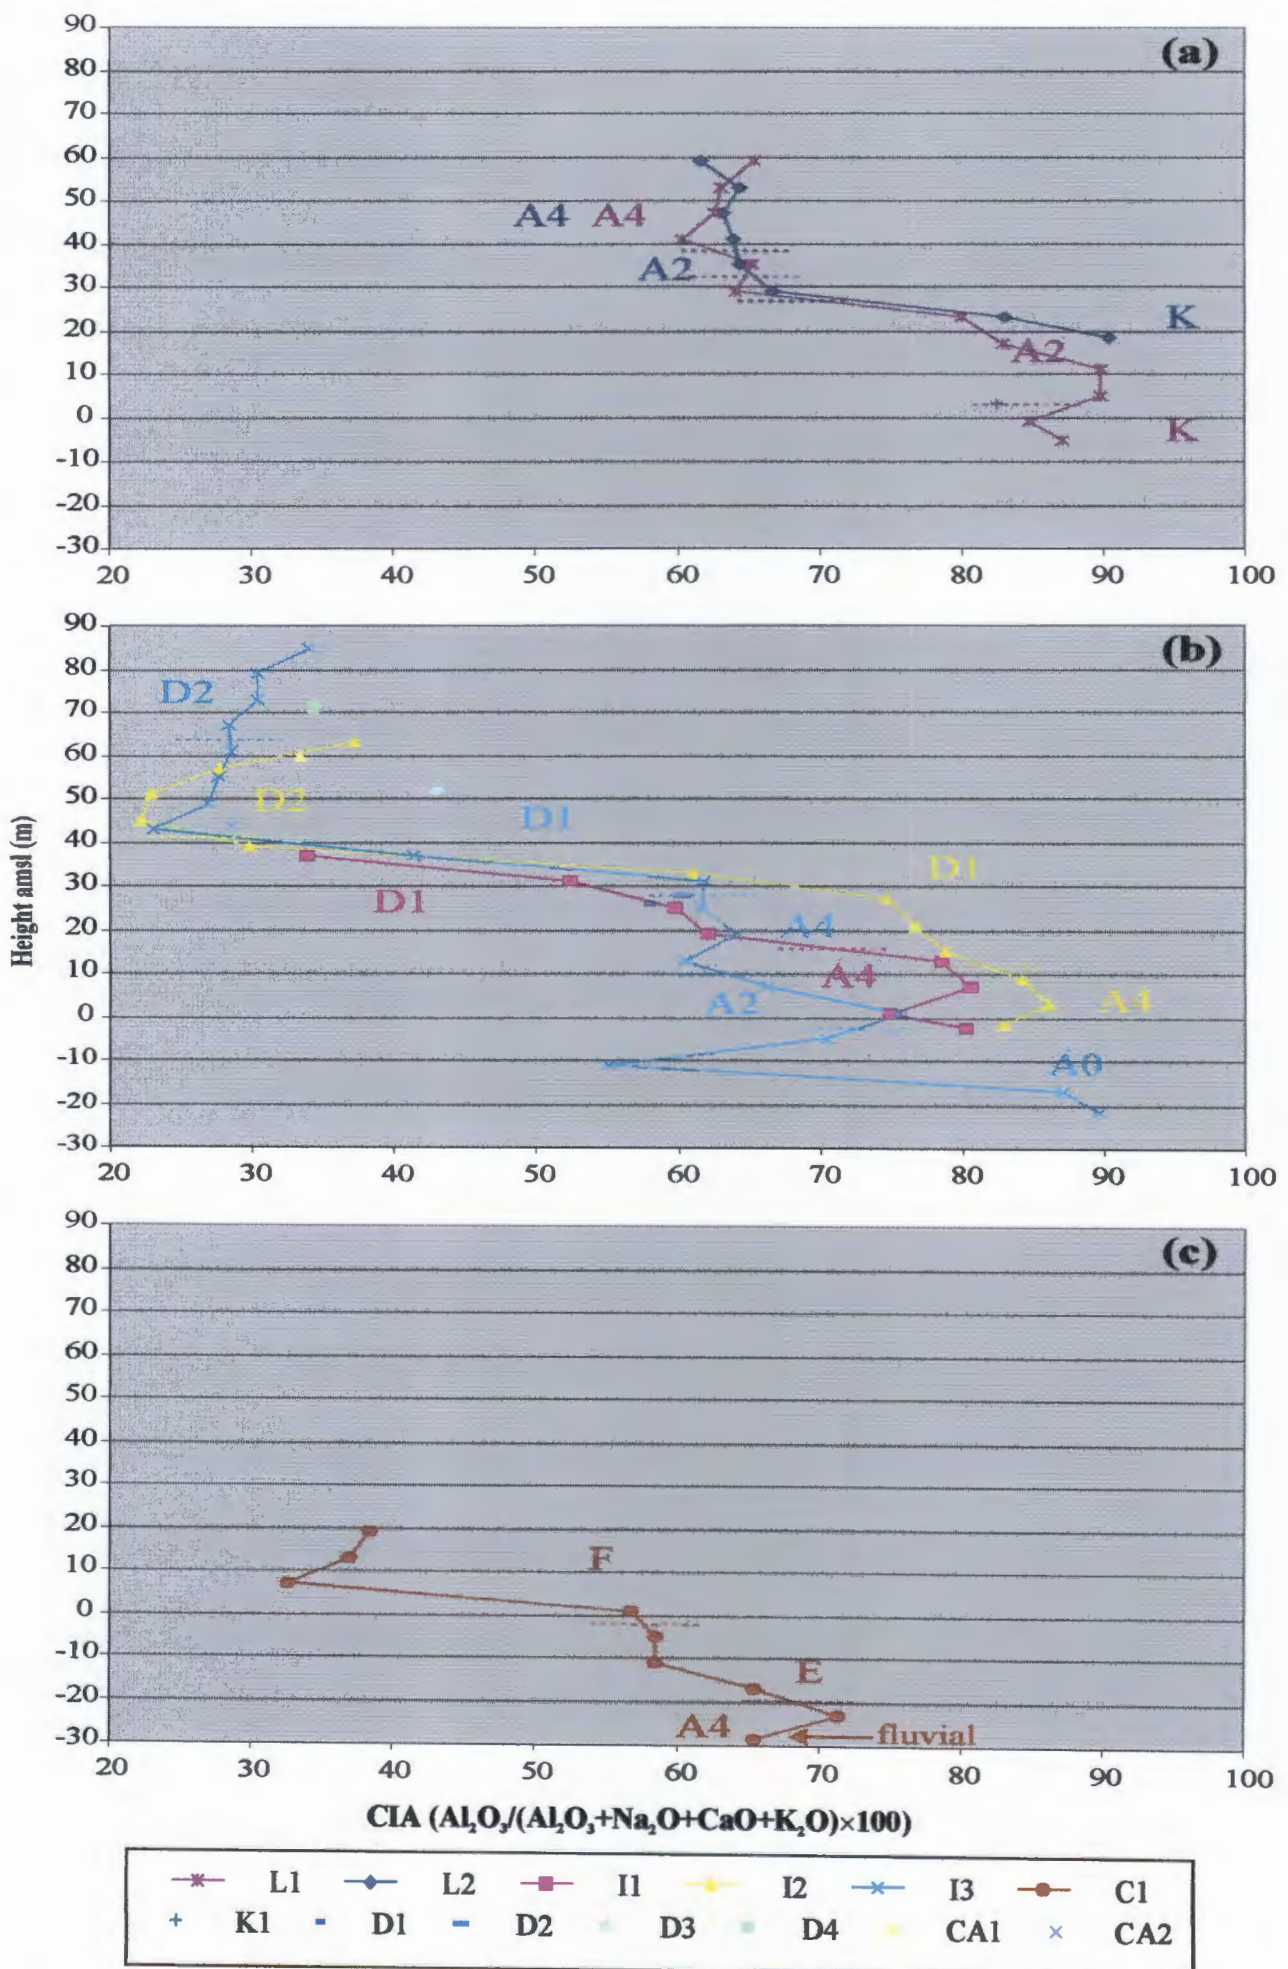 90
(a)
80
70
60
50
A4 A4
40
A2
30
K
20
A2
10
0
K
-10
-20
-30
20 30 40 50 60 70 80 90 100
90
(b)
80
D2
70
60
D2
50
D1
40
D1
30
D1
20
A4
10
A4
A2
A4
0
-10
A0
-20
-30
20 30 40 50 60 70 80 90 100
Height amsl (m)
90
(c)
80
70
60
50
40
30
20
F
10
0
-10
E
-20
A4
fluvial
-30
20 30 40 50 60 70 80 90 100
CIA (Al₂O₃/(Al₂O₃+Na₂O+CaO+K₂O)×100)
L1 L2 I1 I2 I3 C1
K1 D1 D2 D3 D4 CA1 CA2